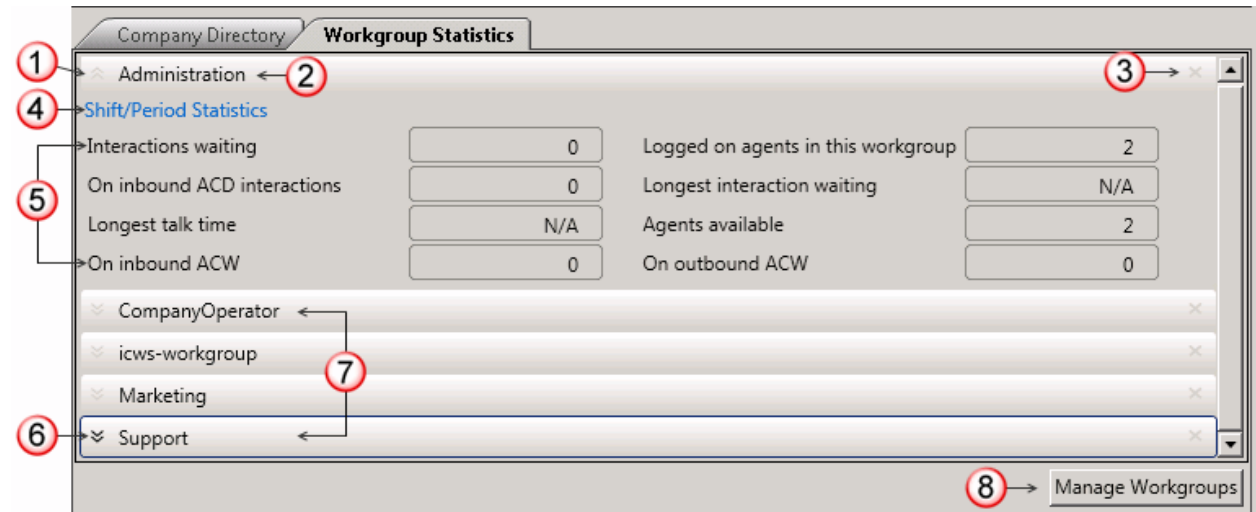 Company Directory Workgroup Statistics
1 Administration 2 3
4 Shift/Period Statistics
Interactions waiting 0 Logged on agents in this workgroup 2
5 On inbound ACD interactions 0 Longest interaction waiting N/A
Longest talk time N/A Agents available 2
On inbound ACW 0 On outbound ACW 0
CompanyOperator
icws-workgroup
7
Marketing
6 Support
8 Manage Workgroups